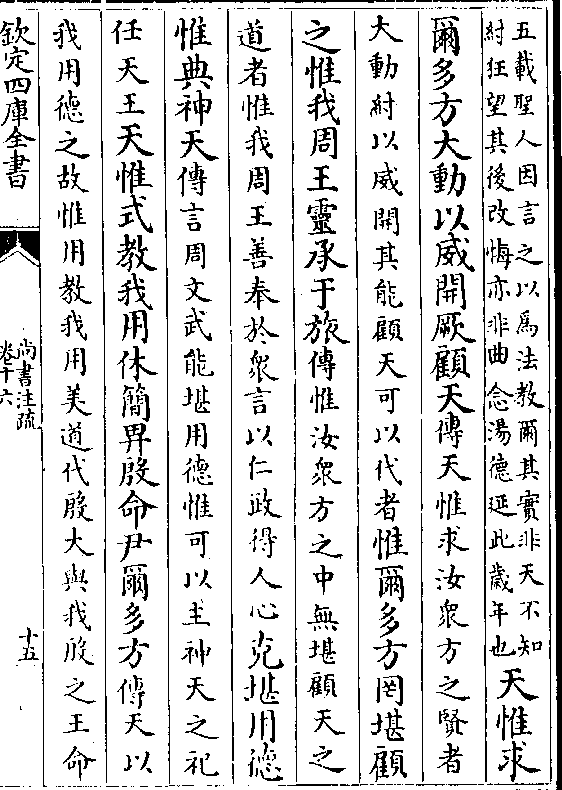 五載聖人因言之以爲法教爾其實非天不知
紂狂望其後改悔亦非曲念湯德延此歲年也
天惟求
爾多方大動以威開厥顧天傳天惟求汝衆方之賢者
大動紂以威開其能顧天可以代者惟爾多方罔堪顧
之惟我周王靈承于旅傳惟汝衆方之中無堪顧天之
道者惟我周王善奉於衆言以仁政得人心克堪用德
惟典神天傳言周文武能堪用德惟可以主神天之祀
任天王天惟式教我用休簡畀殷命尹爾多方傳天以
我用德之故惟用教我用美道代殷大與我殷之王命
欽定四庫全書
尚書注疏
卷十六
十五